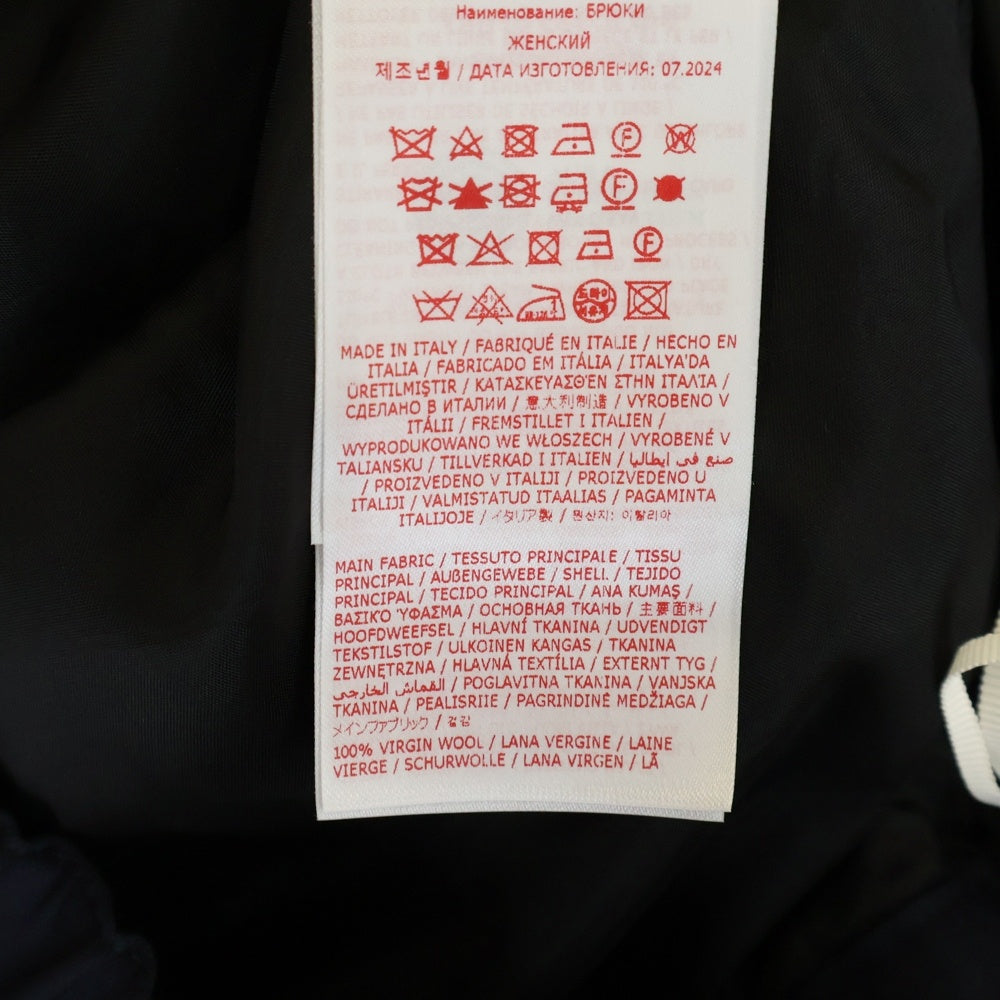 Наименование: БРЮКИ
ЖЕНСКИЙ
제조년월 / ДАТА ИЗГОТОВЛЕНИЯ: 07.2024
F W
F
F
MADE IN ITALY / FABRIQUÉ EN ITALIE / HECHO EN
ITALIA / FABRICADO EM ITÁLIA / ITALYA'DA
ÜRETILMIŞTIR / ΚΑΤΑΣΚΕΥΑΣΘΈΝ ΣΤΗΝ ΙΤΑΛΊΑ /
СДЕЛАНО В ИТАЛИИ / 意大利制造 / VYROBENO V
ITÁLII / FREMSTILLET I ITALIEN /
WYPRODUKOWANO WE WŁOSZECH / VYROBENÉ V
TALIANSKU / TILLVERKAD I ITALIEN / صنع في ايطاليا
/ PROIZVEDENO V ITALIJI / PROIZVEDENO U
ITALIJI / VALMISTATUD ITAALIAS / PAGAMINTA
ITALIJOJE / イタリア製 / 원산지: 이탈리아
MAIN FABRIC / TESSUTO PRINCIPALE / TISSU
PRINCIPAL / AUßENGEWEBE / SHELL / TEJIDO
PRINCIPAL / TECIDO PRINCIPAL / ANA KUMAŞ /
ΒΑΣΙΚΌ ΎΦΑΣΜΑ / ОСНОВНАЯ ТКАНЬ / 主要面料 /
HOOFDWEEFSEL / HLAVNÍ TKANINA / UDVENDIGT
TEKSTILSTOF / ULKOINEN KANGAS / TKANINA
ZEWNĘTRZNA / HLAVNÁ TEXTÍLIA / EXTERNT TYG /
القماش الخارجي / POGLAVITNA TKANINA / VANJSKA
TKANINA / PEALISRIIE / PAGRINDINĖ MEDŽIAGA /
メインファブリック / 겉감
100% VIRGIN WOOL / LANA VERGINE / LAINE
VIERGE / SCHURWOLLE / LANA VIRGEN / LÃ